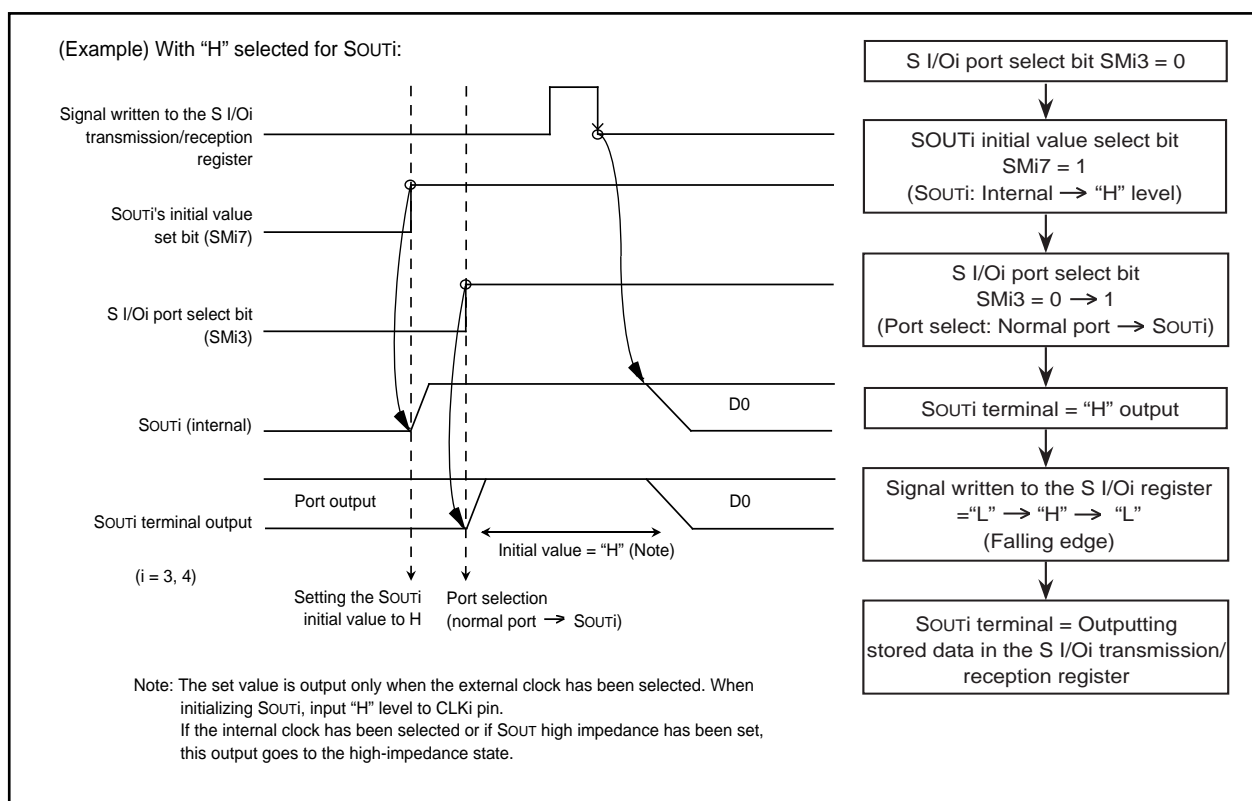 (Example) With “H” selected for SOUTi:
Signal written to the S I/Oi
transmission/reception
register
SOUTi's initial value
set bit (SMi7)
S I/Oi port select bit
(SMi3)
SOUTi (internal)
D0
Port output
D0
SOUTi terminal output
Initial value = “H” (Note)
(i = 3, 4)
Setting the SOUTi
initial value to H
Port selection
(normal port → SOUTi)
Note: The set value is output only when the external clock has been selected. When
initializing SOUTi, input “H” level to CLKi pin.
If the internal clock has been selected or if SOUT high impedance has been set,
this output goes to the high-impedance state.
S I/Oi port select bit SMi3 = 0
SOUTi initial value select bit
SMi7 = 1
(SOUTi: Internal → “H” level)
S I/Oi port select bit
SMi3 = 0 → 1
(Port select: Normal port → SOUTi)
SOUTi terminal = “H” output
Signal written to the S I/Oi register
=“L” → “H” → “L”
(Falling edge)
SOUTi terminal = Outputting
stored data in the S I/Oi transmission/
reception register